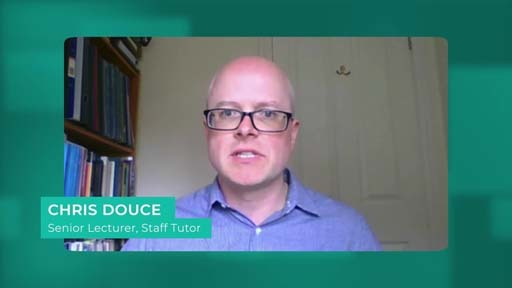 CHRIS DOUCE
Senior Lecturer, Staff Tutor